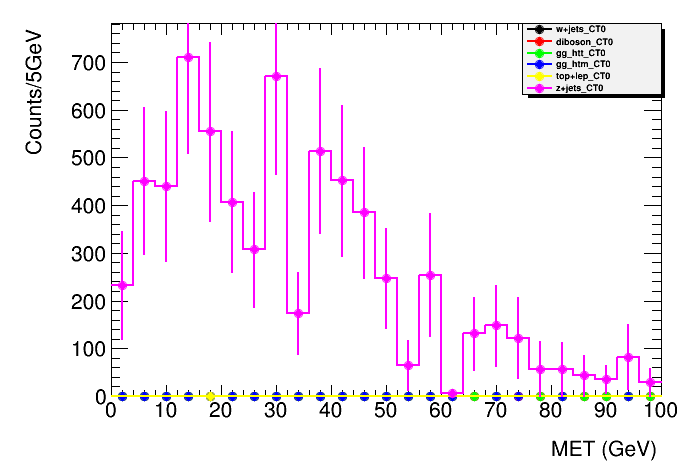 Counts/5GeV
700
600
500
400
300
200
100
0
w+jets_CT0
diboson_CT0
gg_htt_CT0
gg_htm_CT0
top+lep_CT0
z+jets_CT0
0 10 20 30 40 50 60 70 80 90 100
MET (GeV)